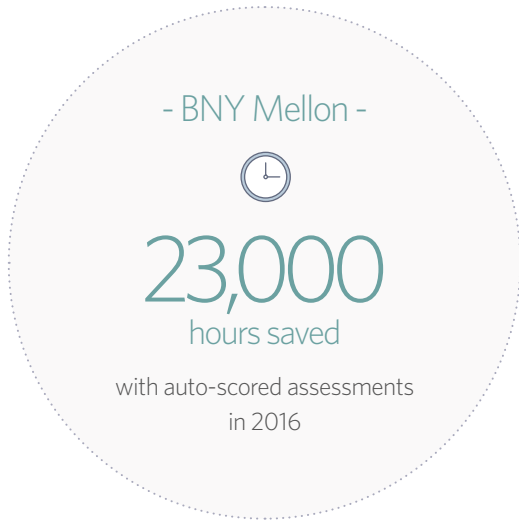 - BNY Mellon -
23,000
hours saved
with auto-scored assessments
in 2016